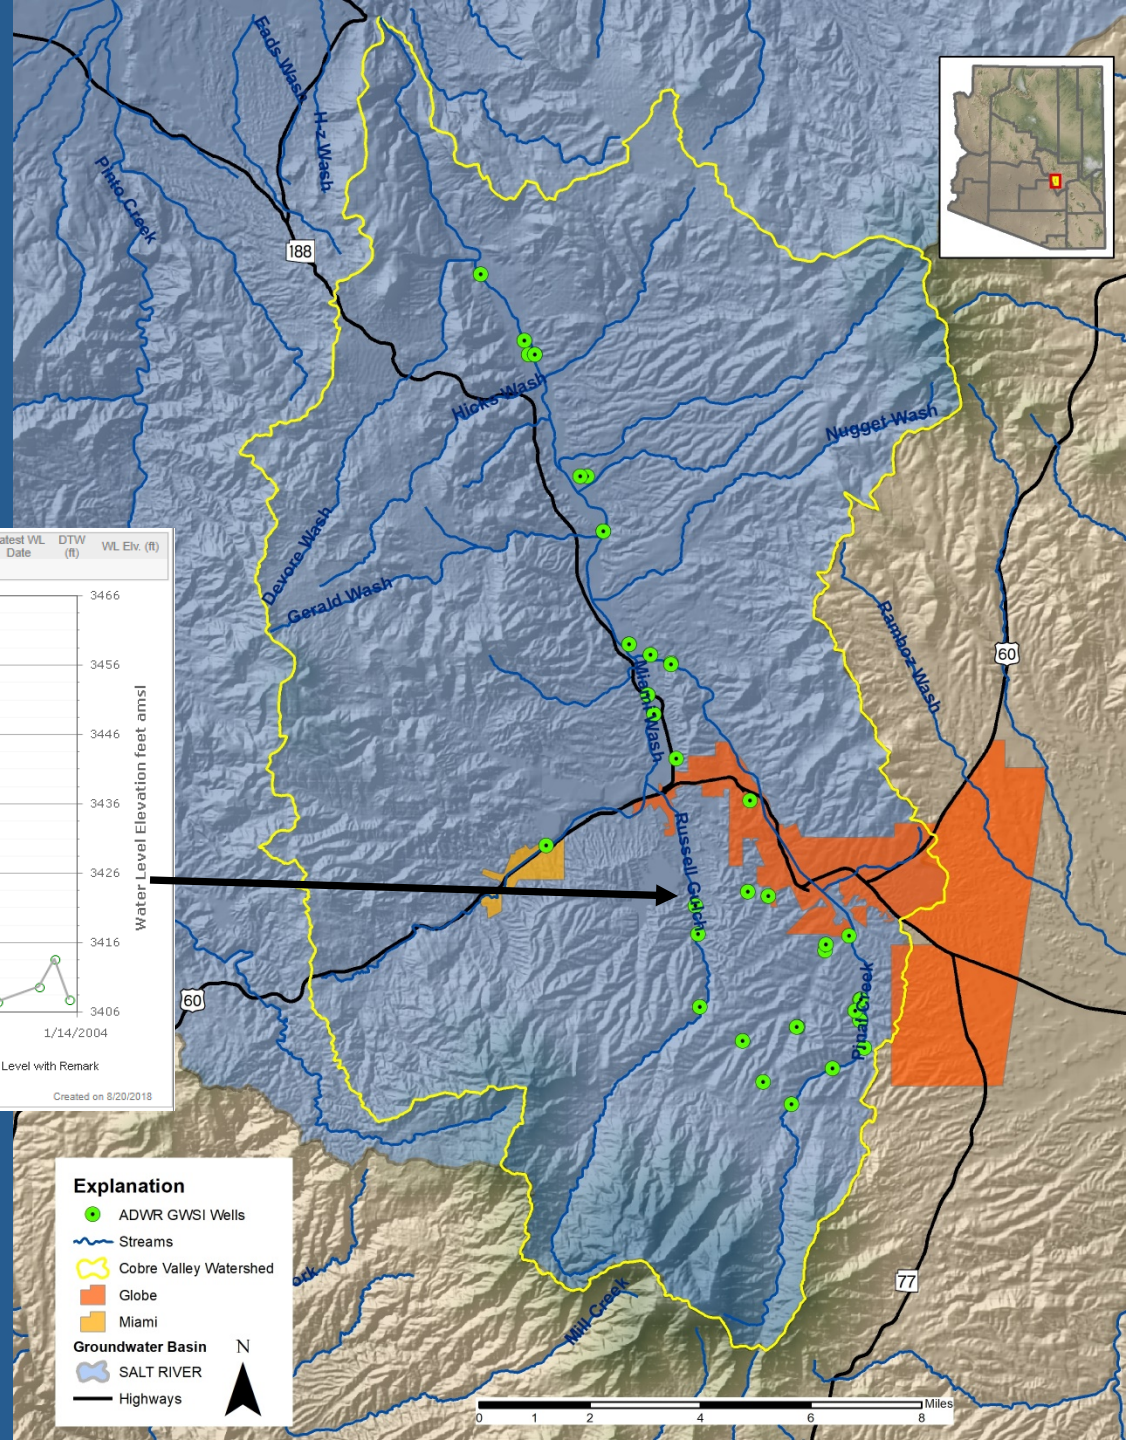 Eads Wash
H-z Wash
Pinto Creek
188
Hicks Wash
Nugget Wash
Devore Wash
Gerald Wash
Ramboz Wash
60
Miami Wash
Russell Gulch
Pinal Creek
60
77
Mill Creek
atest WL
Date
DTW
(ft)
WL Elv. (ft)
3466
3456
3446
3436
3426
3416
3406
Water Level Elevation feet amsl
1/14/2004
Level with Remark
Created on 8/20/2018
Explanation
ADWR GWSI Wells
Streams
Cobre Valley Watershed
Globe
Miami
Groundwater Basin
SALT RIVER
Highways
N
ork
0 1 2 4 6 8 Miles